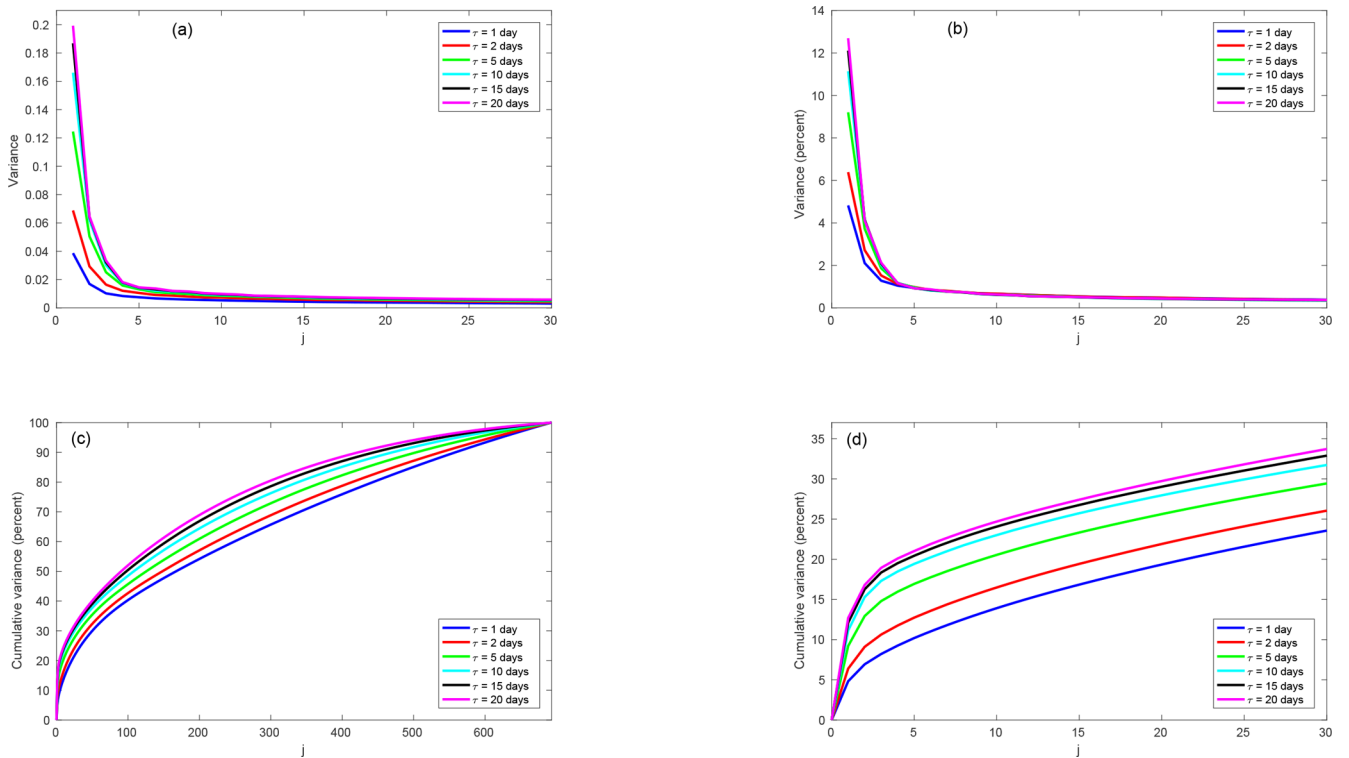 (a)
Variance
0.2
0.18
0.16
0.14
0.12
0.1
0.08
0.06
0.04
0.02
0
0 5 10 15 20 25 30
j
τ = 1 day
τ = 2 days
τ = 5 days
τ = 10 days
τ = 15 days
τ = 20 days
(b)
Variance (percent)
14
12
10
8
6
4
2
0
0 5 10 15 20 25 30
j
τ = 1 day
τ = 2 days
τ = 5 days
τ = 10 days
τ = 15 days
τ = 20 days
(c)
Cumulative variance (percent)
100
90
80
70
60
50
40
30
20
10
0
0 100 200 300 400 500 600
j
τ = 1 day
τ = 2 days
τ = 5 days
τ = 10 days
τ = 15 days
τ = 20 days
(d)
Cumulative variance (percent)
35
30
25
20
15
10
5
0
0 5 10 15 20 25 30
j
τ = 1 day
τ = 2 days
τ = 5 days
τ = 10 days
τ = 15 days
τ = 20 days